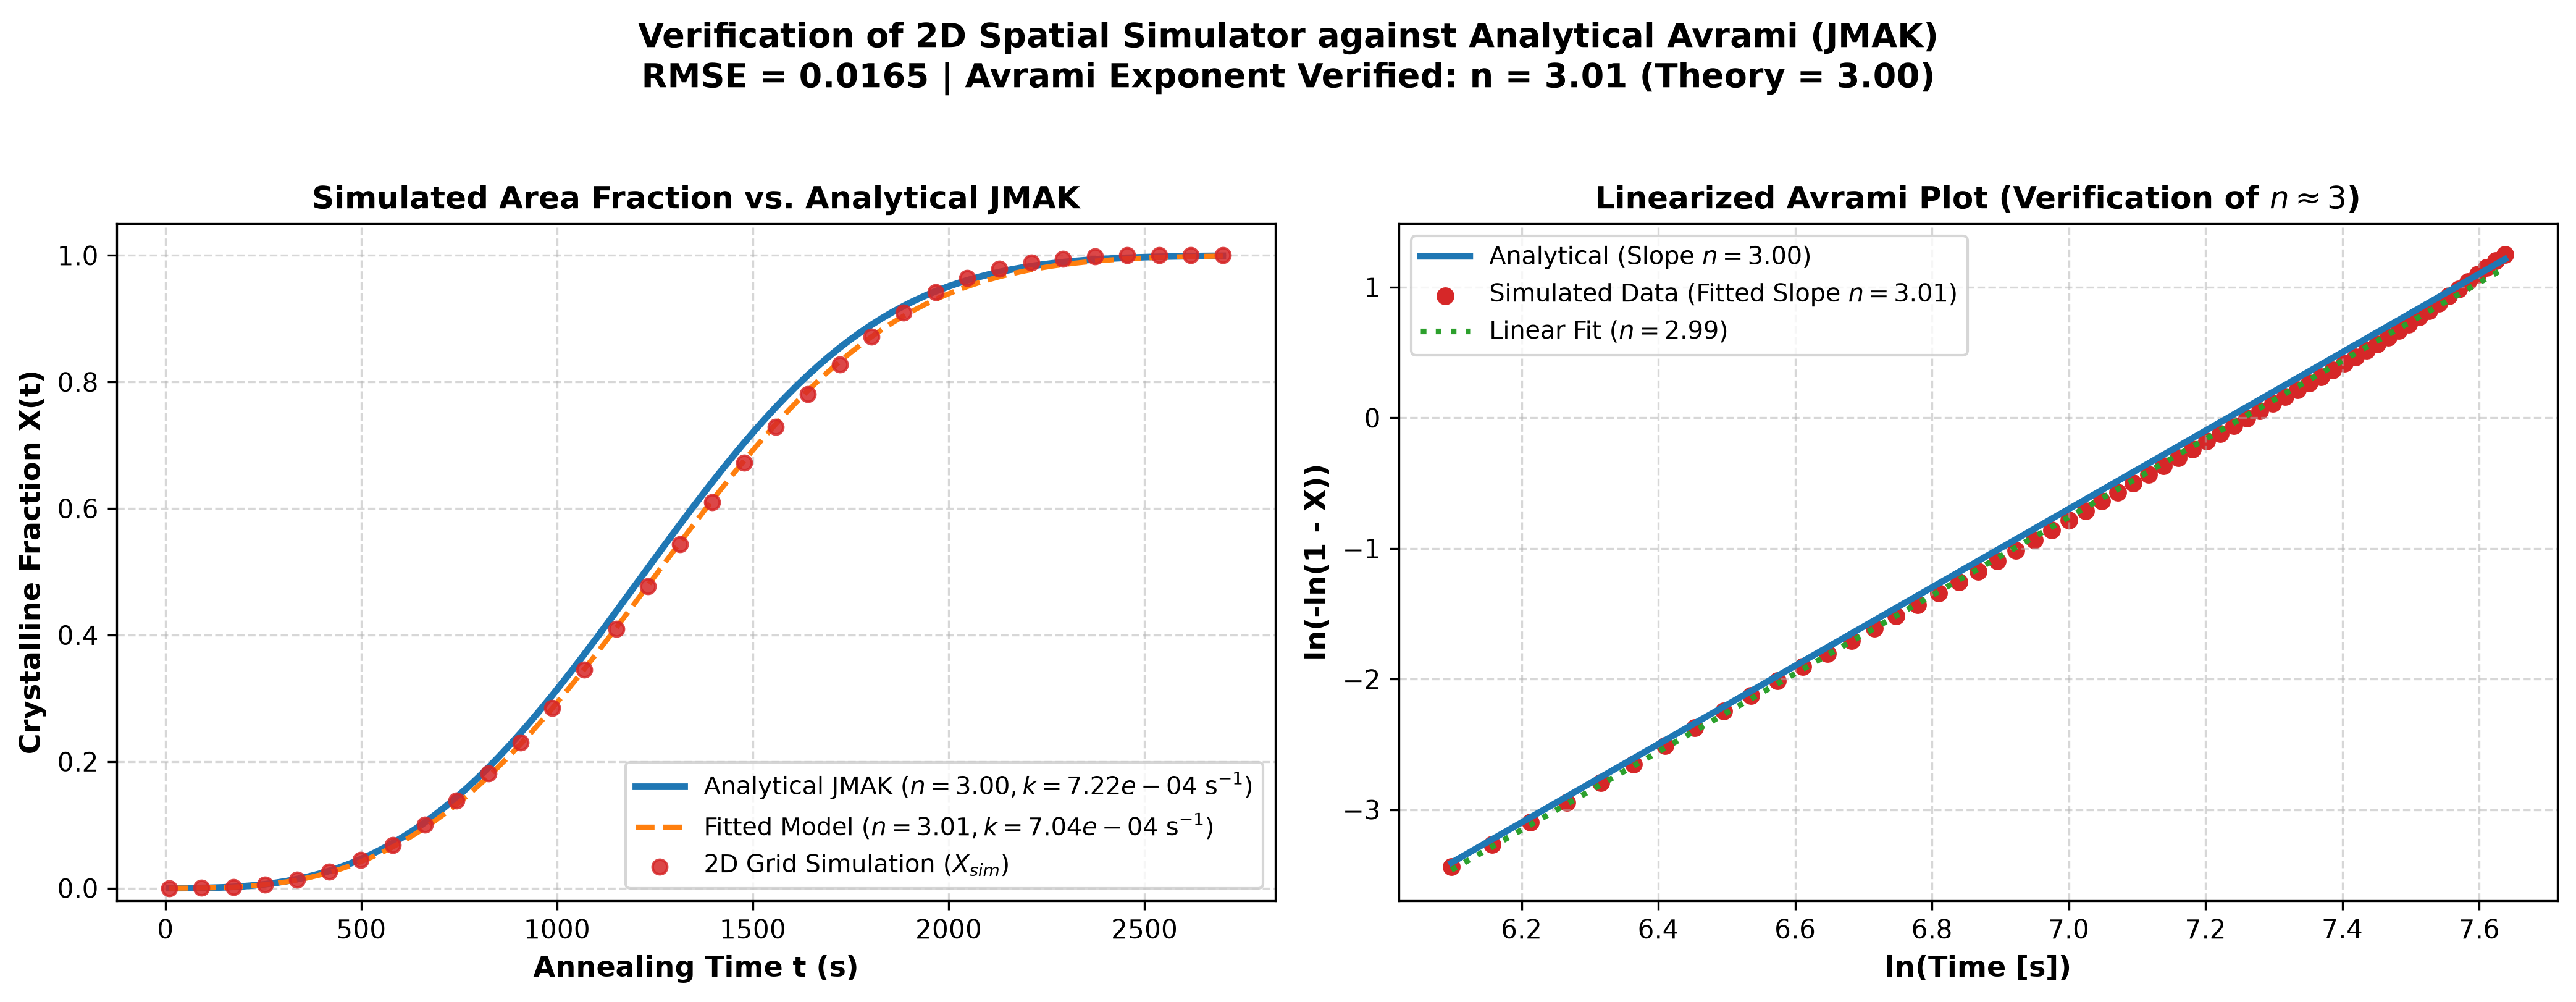 Verification of 2D Spatial Simulator against Analytical Avrami (JMAK)
RMSE = 0.0165 | Avrami Exponent Verified: n = 3.01 (Theory = 3.00)
Simulated Area Fraction vs. Analytical JMAK
Crystalline Fraction X(t)
1.0
0.8
0.6
0.4
0.2
0.0
Analytical JMAK (n = 3.00, k = 7.22e − 04 s⁻¹)
Fitted Model (n = 3.01, k = 7.04e − 04 s⁻¹)
2D Grid Simulation (X_sim)
0 500 1000 1500 2000 2500
Annealing Time t (s)
Linearized Avrami Plot (Verification of n ≈ 3)
ln(-ln(1 - X))
1
0
−1
−2
−3
Analytical (Slope n = 3.00)
Simulated Data (Fitted Slope n = 3.01)
Linear Fit (n = 2.99)
6.2 6.4 6.6 6.8 7.0 7.2 7.4 7.6
ln(Time [s])